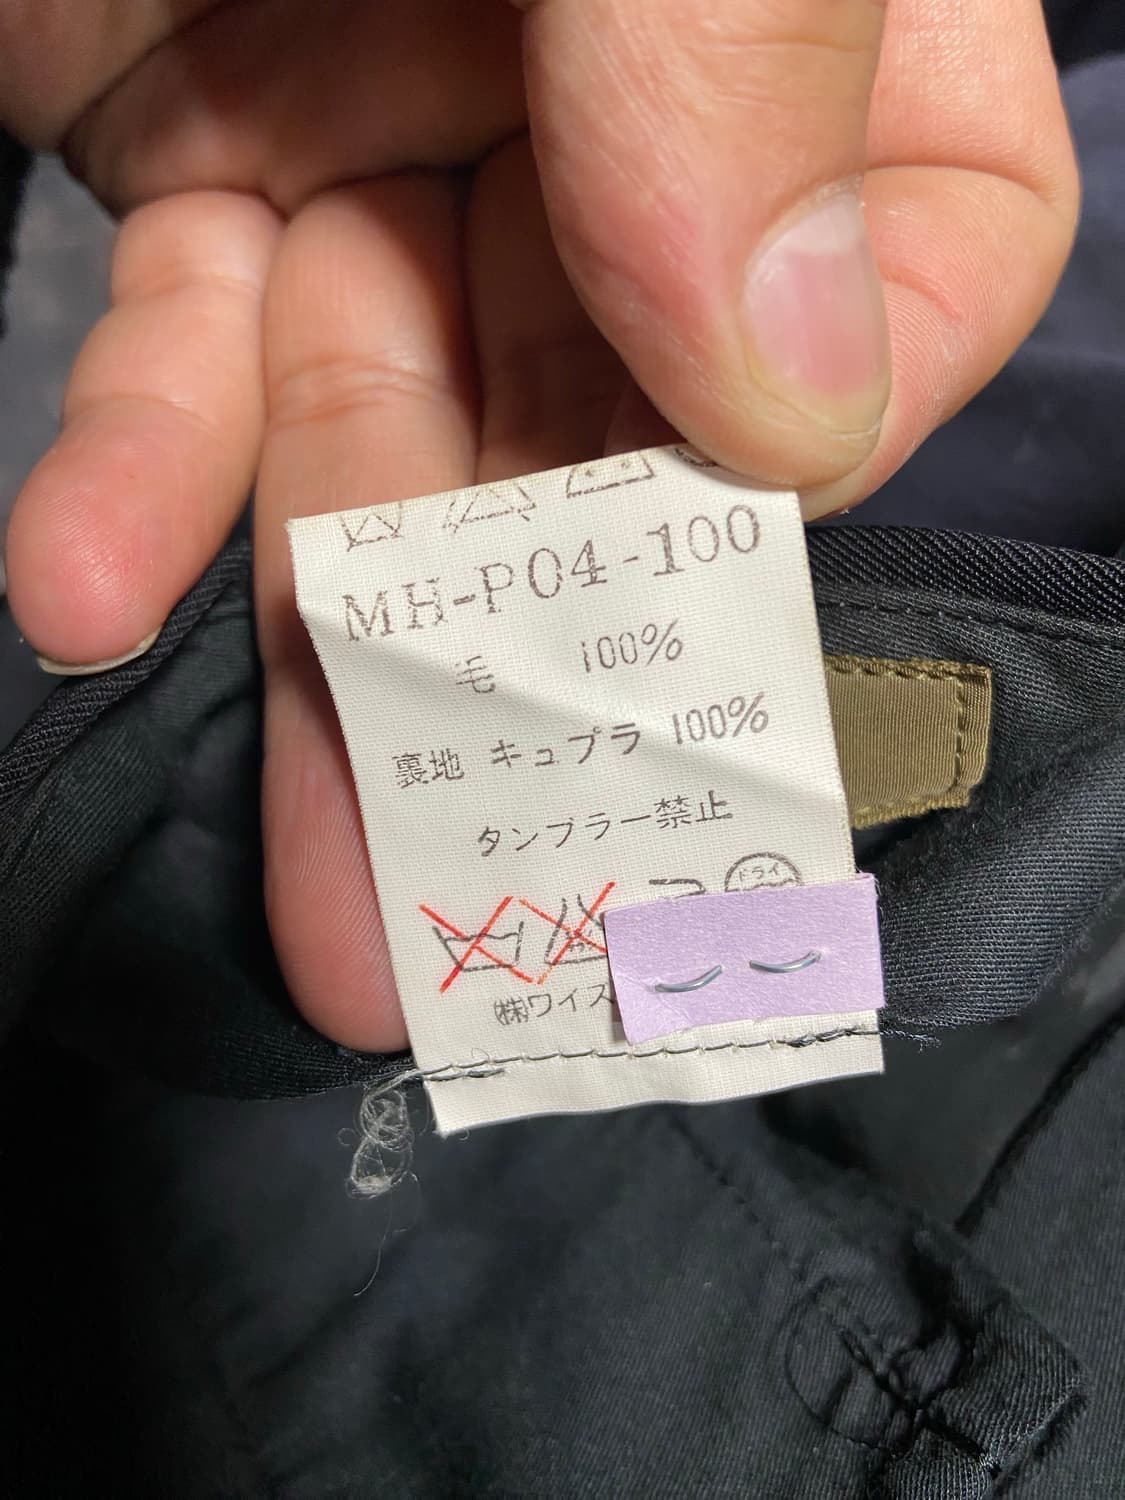 MH-P04-100
毛 100%
裏地 キュプラ 100%
タンブラー禁止
ドライ
㈱ワイス